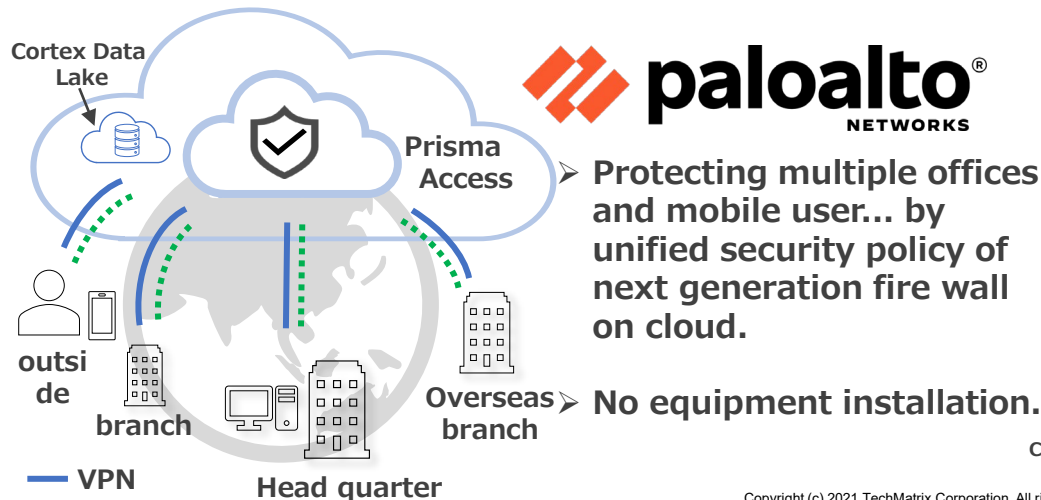 Cortex Data
Lake
paloalto®
NETWORKS
Prisma
Access
➢ Protecting multiple offices
and mobile user... by
unified security policy of
next generation fire wall
on cloud.
outsi
de
branch
Overseas
branch
➢ No equipment installation.
C
VPN
Head quarter
Copyright (c) 2021 TechMatrix Corporation. All ri